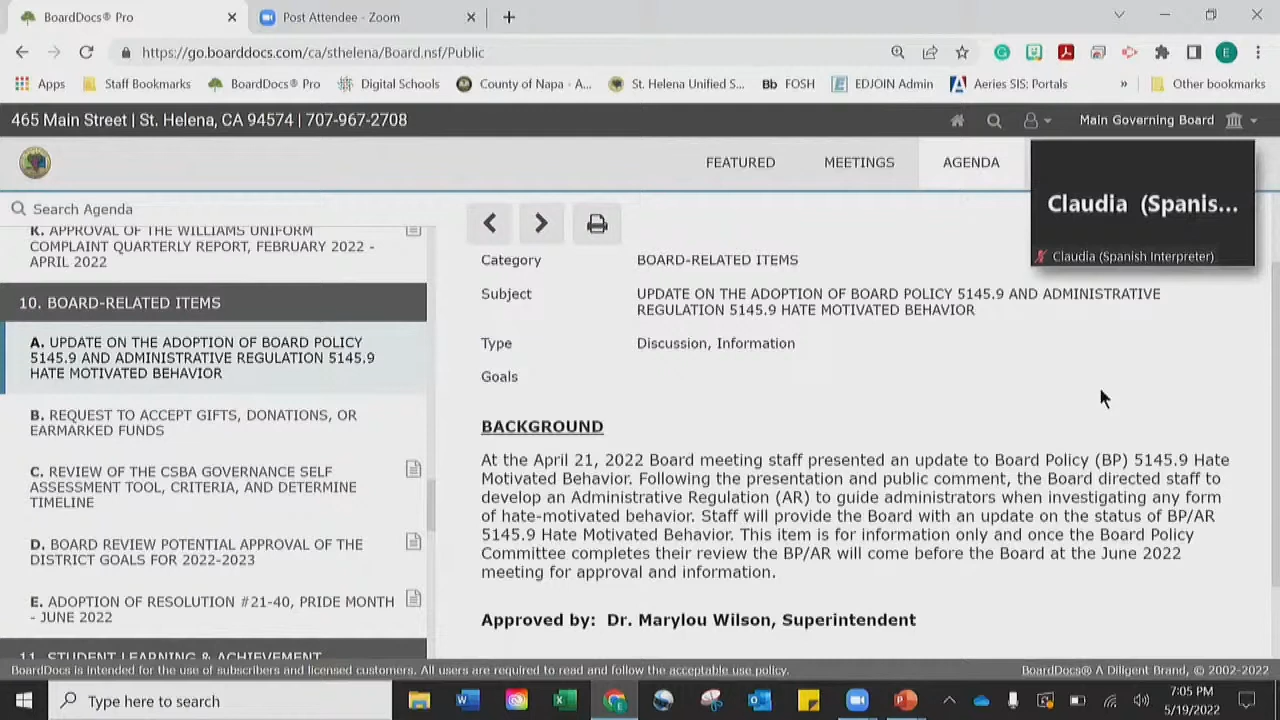 BoardDocs® Pro
Post Attendee - Zoom
https://go.boarddocs.com/ca/sthelena/Board.nsf/Public
E
Apps
Staff Bookmarks
BoardDocs® Pro
Digital Schools
County of Napa - A...
St. Helena Unified S...
Bb FOSH
EDJOIN Admin
Aeries SIS: Portals
»
Other bookmarks
465 Main Street | St. Helena, CA 94574 | 707-967-2708
Main Governing Board
FEATURED
MEETINGS
AGENDA
Claudia (Spanis...
Claudia (Spanish Interpreter)
Search Agenda
K. APPROVAL OF THE WILLIAMS UNIFORM
COMPLAINT QUARTERLY REPORT, FEBRUARY 2022 -
APRIL 2022
10. BOARD-RELATED ITEMS
A. UPDATE ON THE ADOPTION OF BOARD POLICY
5145.9 AND ADMINISTRATIVE REGULATION 5145.9
HATE MOTIVATED BEHAVIOR
B. REQUEST TO ACCEPT GIFTS, DONATIONS, OR
EARMARKED FUNDS
C. REVIEW OF THE CSBA GOVERNANCE SELF
ASSESSMENT TOOL, CRITERIA, AND DETERMINE
TIMELINE
D. BOARD REVIEW POTENTIAL APPROVAL OF THE
DISTRICT GOALS FOR 2022-2023
E. ADOPTION OF RESOLUTION #21-40, PRIDE MONTH
- JUNE 2022
11. STUDENT LEARNING & ACHIEVEMENT
Category
BOARD-RELATED ITEMS
Subject
UPDATE ON THE ADOPTION OF BOARD POLICY 5145.9 AND ADMINISTRATIVE
REGULATION 5145.9 HATE MOTIVATED BEHAVIOR
Type
Discussion, Information
Goals
BACKGROUND
At the April 21, 2022 Board meeting staff presented an update to Board Policy (BP) 5145.9 Hate
Motivated Behavior. Following the presentation and public comment, the Board directed staff to
develop an Administrative Regulation (AR) to guide administrators when investigating any form
of hate-motivated behavior. Staff will provide the Board with an update on the status of BP/AR
5145.9 Hate Motivated Behavior. This item is for information only and once the Board Policy
Committee completes their review the BP/AR will come before the Board at the June 2022
meeting for approval and information.
Approved by: Dr. Marylou Wilson, Superintendent
BoardDocs is intended for the use of subscribers and licensed customers. All users are required to read and follow the acceptable use policy.
BoardDocs® A Diligent Brand, © 2002-2022
Type here to search
7:05 PM
5/19/2022